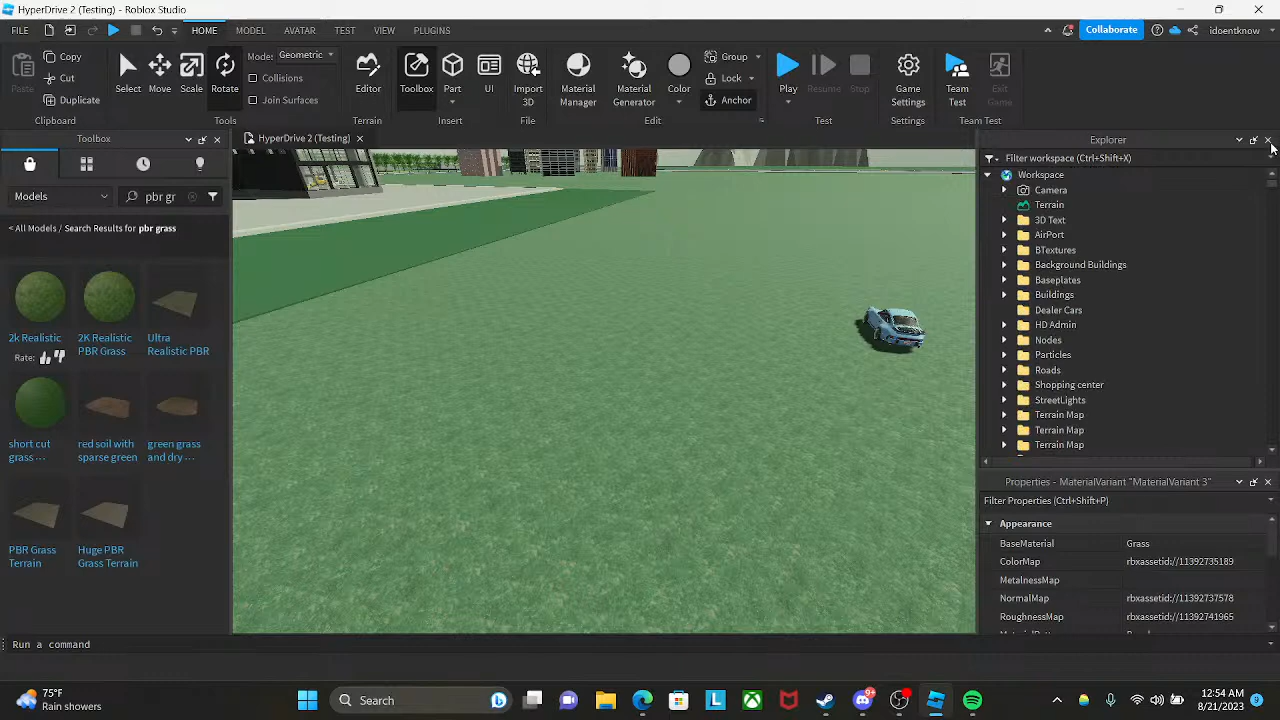 HyperDrive 2 (Testing) - Roblox Studio
FILE
HOME
MODEL
AVATAR
TEST
VIEW
PLUGINS
Collaborate
idoentknow
Paste
Copy
Cut
Duplicate
Clipboard
Select
Move
Scale
Rotate
Mode: Geometric
Collisions
Join Surfaces
Tools
Editor
Terrain
Toolbox
Part
UI
Insert
Import
3D
File
Material
Manager
Material
Generator
Color
Group
Lock
Anchor
Edit
Play
Resume
Stop
Test
Game
Settings
Settings
Team
Test
Exit
Game
Team Test
Toolbox
Models
pbr gr
< All Models / Search Results for pbr grass
2k Realistic
Rate:
2K Realistic
PBR Grass
Ultra
Realistic PBR
short cut
grass ···
red soil with
sparse green
green grass
and dry ···
PBR Grass
Terrain
Huge PBR
Grass Terrain
HyperDrive 2 (Testing)
Explorer
Filter workspace (Ctrl+Shift+X)
Workspace
Camera
Terrain
3D Text
AirPort
BTextures
Background Buildings
Baseplates
Buildings
Dealer Cars
HD Admin
Nodes
Particles
Roads
Shopping center
StreetLights
Terrain Map
Terrain Map
Terrain Map
Properties - MaterialVariant "MaterialVariant 3"
Filter Properties (Ctrl+Shift+P)
Appearance
BaseMaterial Grass
ColorMap rbxassetid://11392735189
MetalnessMap
NormalMap rbxassetid://11392737578
RoughnessMap rbxassetid://11392741965
Run a command
75°F
Rain showers
Search
L
9+
12:54 AM
8/21/2023
9